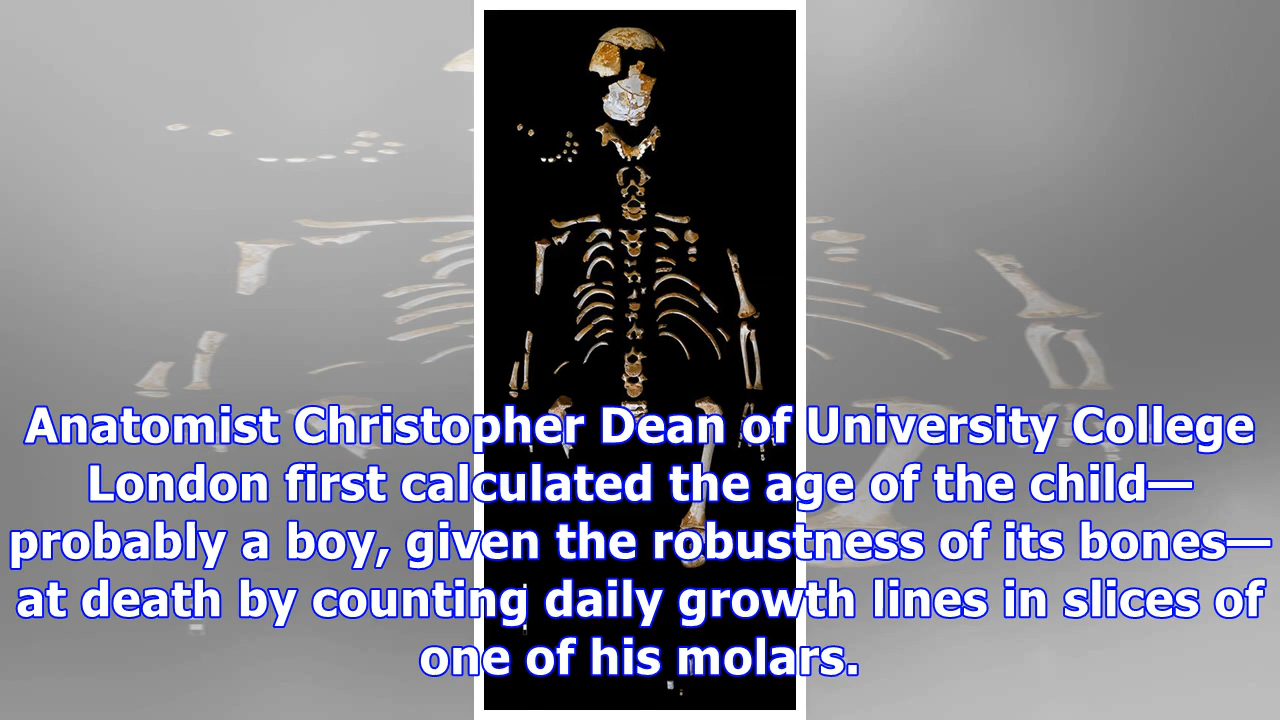 Anatomist Christopher Dean of University College
London first calculated the age of the child—
probably a boy, given the robustness of its bones—
at death by counting daily growth lines in slices of
one of his molars.